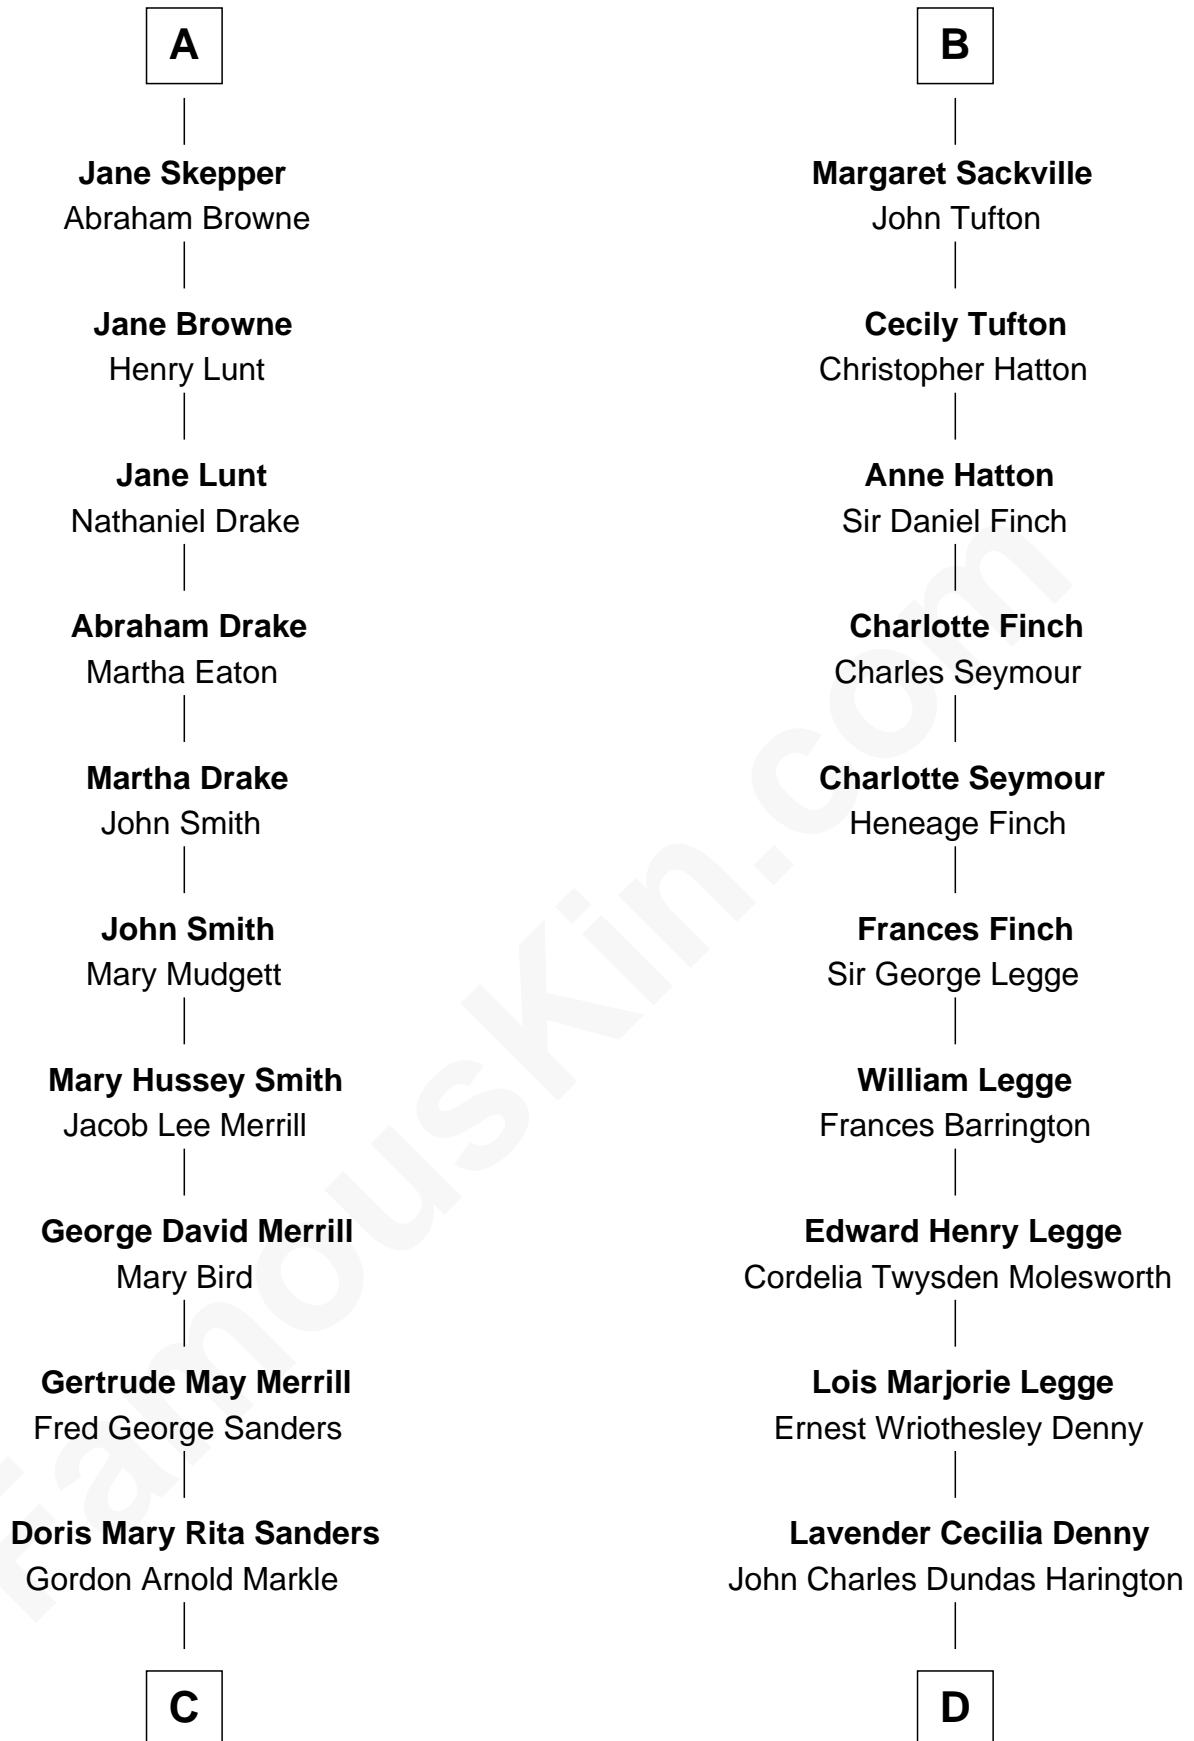 A
Jane Skepper
Abraham Browne
Jane Browne
Henry Lunt
Jane Lunt
Nathaniel Drake
Abraham Drake
Martha Eaton
Martha Drake
John Smith
John Smith
Mary Mudgett
Mary Hussey Smith
Jacob Lee Merrill
George David Merrill
Mary Bird
Gertrude May Merrill
Fred George Sanders
Doris Mary Rita Sanders
Gordon Arnold Markle
C
B
Margaret Sackville
John Tufton
Cecily Tufton
Christopher Hatton
Anne Hatton
Sir Daniel Finch
Charlotte Finch
Charles Seymour
Charlotte Seymour
Heneage Finch
Frances Finch
Sir George Legge
William Legge
Frances Barrington
Edward Henry Legge
Cordelia Twysden Molesworth
Lois Marjorie Legge
Ernest Wriothesley Denny
Lavender Cecilia Denny
John Charles Dundas Harington
D
FamousKin.com